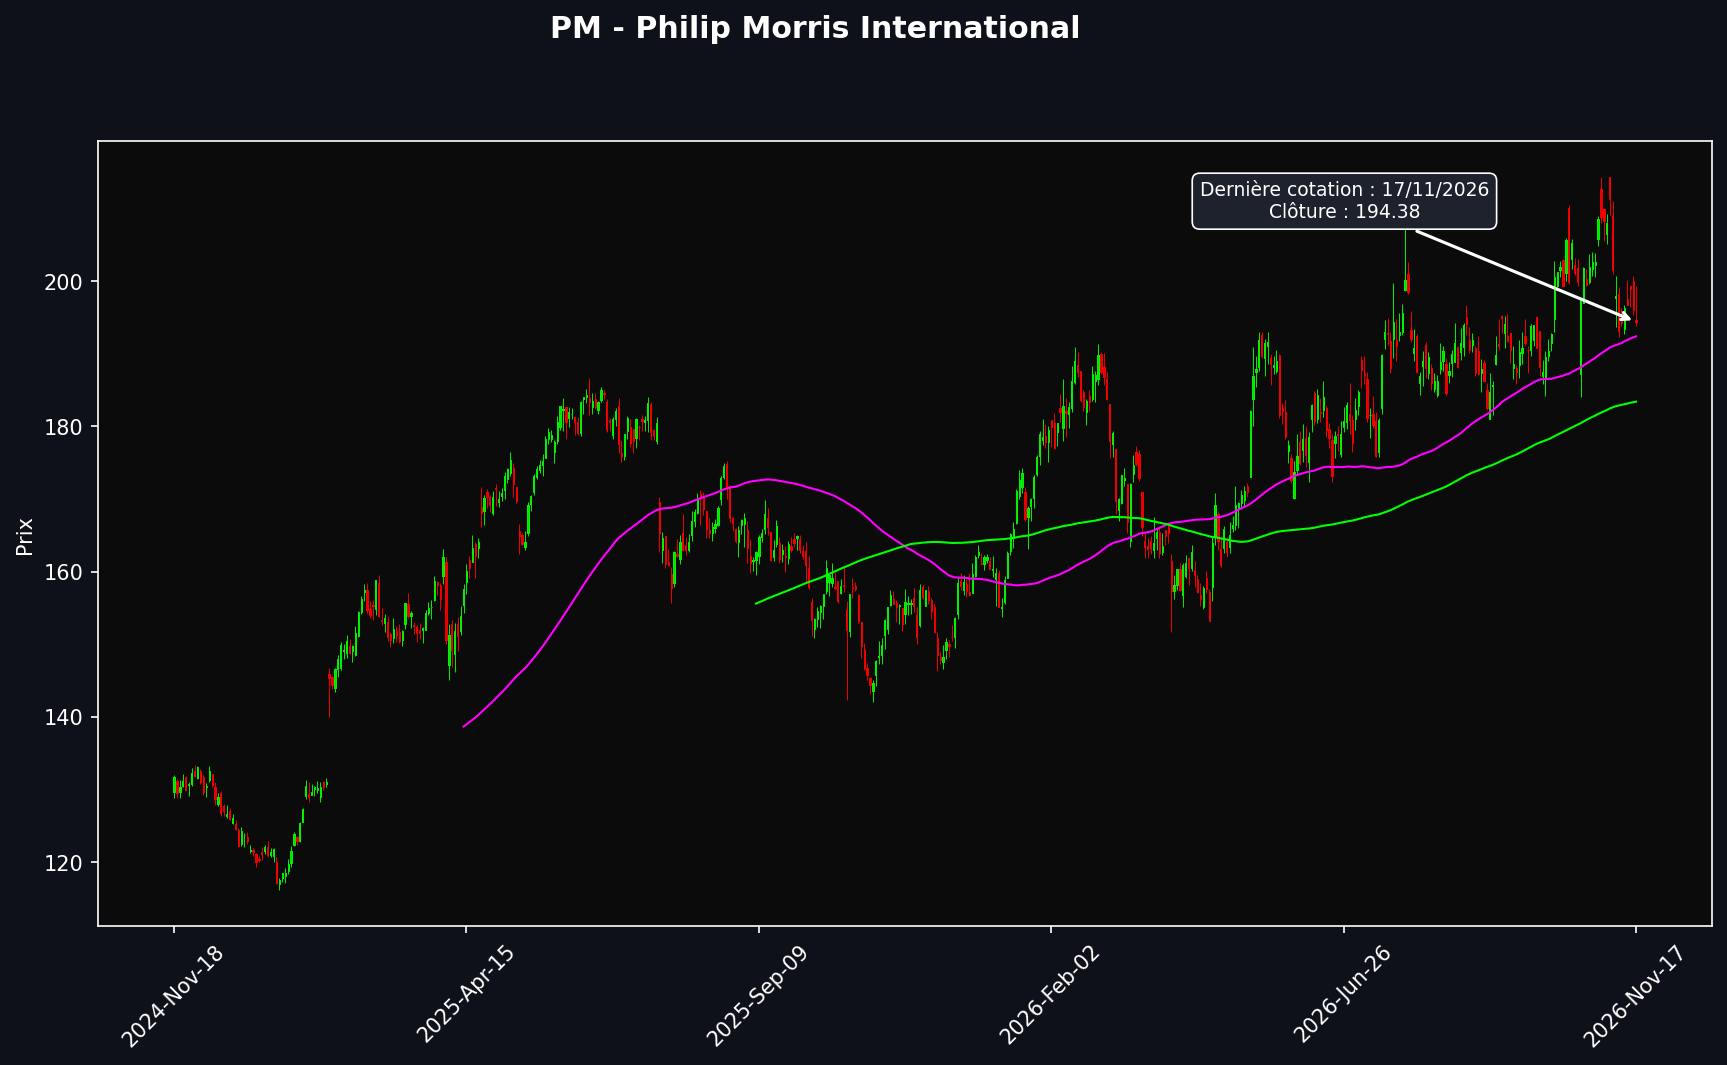 PM - Philip Morris International
Dernière cotation : 17/11/2026
Clôture : 194.38
Prix
200
180
160
140
120
2024-Nov-18
2025-Apr-15
2025-Sep-09
2026-Feb-02
2026-Jun-26
2026-Nov-17